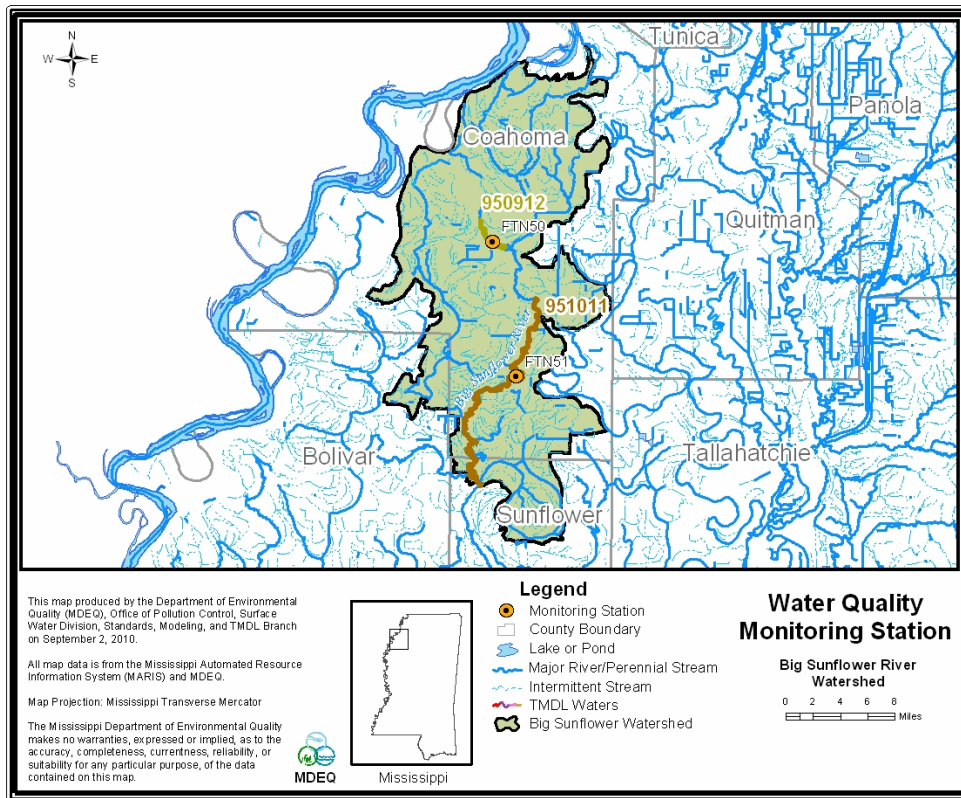 N
W E
S
Tunica
Panola
Coahoma
950912
FTN50
Quitman
951011
Big Sunflower River
FTN51
Bolivar
Tallahatchie
Sunflower
This map produced by the Department of Environmental
Quality (MDEQ), Office of Pollution Control, Surface
Water Division, Standards, Modeling, and TMDL Branch
on September 2, 2010.
All map data is from the Mississippi Automated Resource
Information System (MARIS) and MDEQ.
Map Projection: Mississippi Transverse Mercator
The Mississippi Department of Environmental Quality
makes no warranties, expressed or implied, as to the
accuracy, completeness, currentness, reliability, or
suitability for any particular purpose, of the data
contained on this map.
MDEQ
Mississippi
Legend
Monitoring Station
County Boundary
Lake or Pond
Major River/Perennial Stream
Intermittent Stream
TMDL Waters
Big Sunflower Watershed
Water Quality
Monitoring Station
Big Sunflower River
Watershed
0 2 4 6 8
Miles